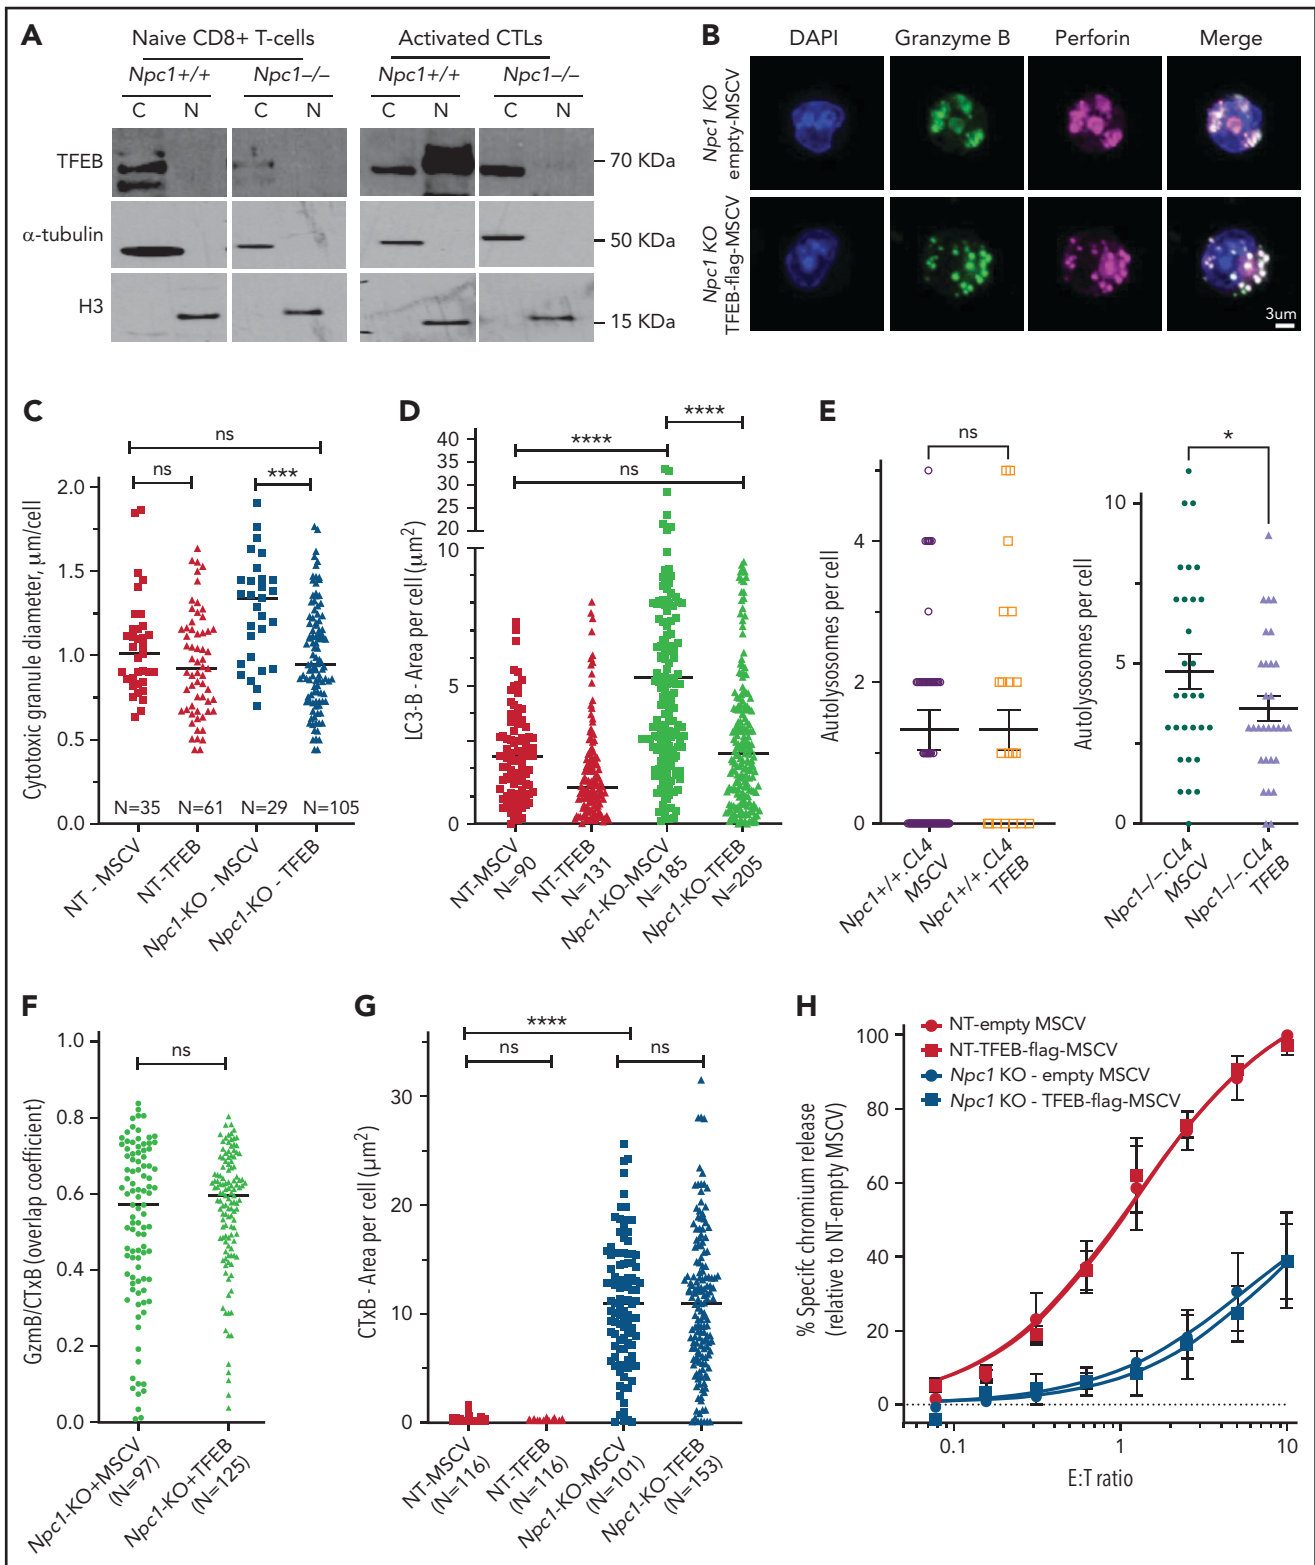 A
Naive CD8+ T-cells
Activated CTLs
Npc1+/+
Npc1–/–
Npc1+/+
Npc1–/–
C
N
C
N
C
N
C
N
TFEB
70 KDa
α-tubulin
50 KDa
H3
15 KDa
B
DAPI
Granzyme B
Perforin
Merge
Npc1 KO
empty-MSCV
Npc1 KO
TFEB-flag-MSCV
3um
C
ns
ns
***
Cytotoxic granule diameter, μm/cell
2.0
1.5
1.0
0.5
0.0
N=35
N=61
N=29
N=105
NT - MSCV
NT-TFEB
Npc1-KO - MSCV
Npc1-KO - TFEB
D
****
****
ns
LC3-B - Area per cell (μm²)
40
30
20
10
5
0
NT-MSCV
N=90
NT-TFEB
N=131
Npc1-KO-MSCV
N=185
Npc1-KO-TFEB
N=205
E
ns
Autolysosomes per cell
4
2
0
Npc1+/+.CL4
MSCV
Npc1+/+.CL4
TFEB
*
Autolysosomes per cell
10
5
0
Npc1–/–.CL4
MSCV
Npc1–/–.CL4
TFEB
F
ns
GzmB/CTxB (overlap coefficient)
1.0
0.8
0.6
0.4
0.2
0.0
Npc1-KO+MSCV
(N=97)
Npc1-KO+TFEB
(N=125)
G
****
ns
ns
CTxB - Area per cell (μm²)
30
20
10
0
NT-MSCV
(N=116)
NT-TFEB
(N=116)
Npc1-KO-MSCV
(N=101)
Npc1-KO-TFEB
(N=153)
H
NT-empty MSCV
NT-TFEB-flag-MSCV
Npc1 KO - empty MSCV
Npc1 KO - TFEB-flag-MSCV
% Specifc chromium release
(relative to NT-empty MSCV)
100
80
60
40
20
0
0.1
1
10
E:T ratio